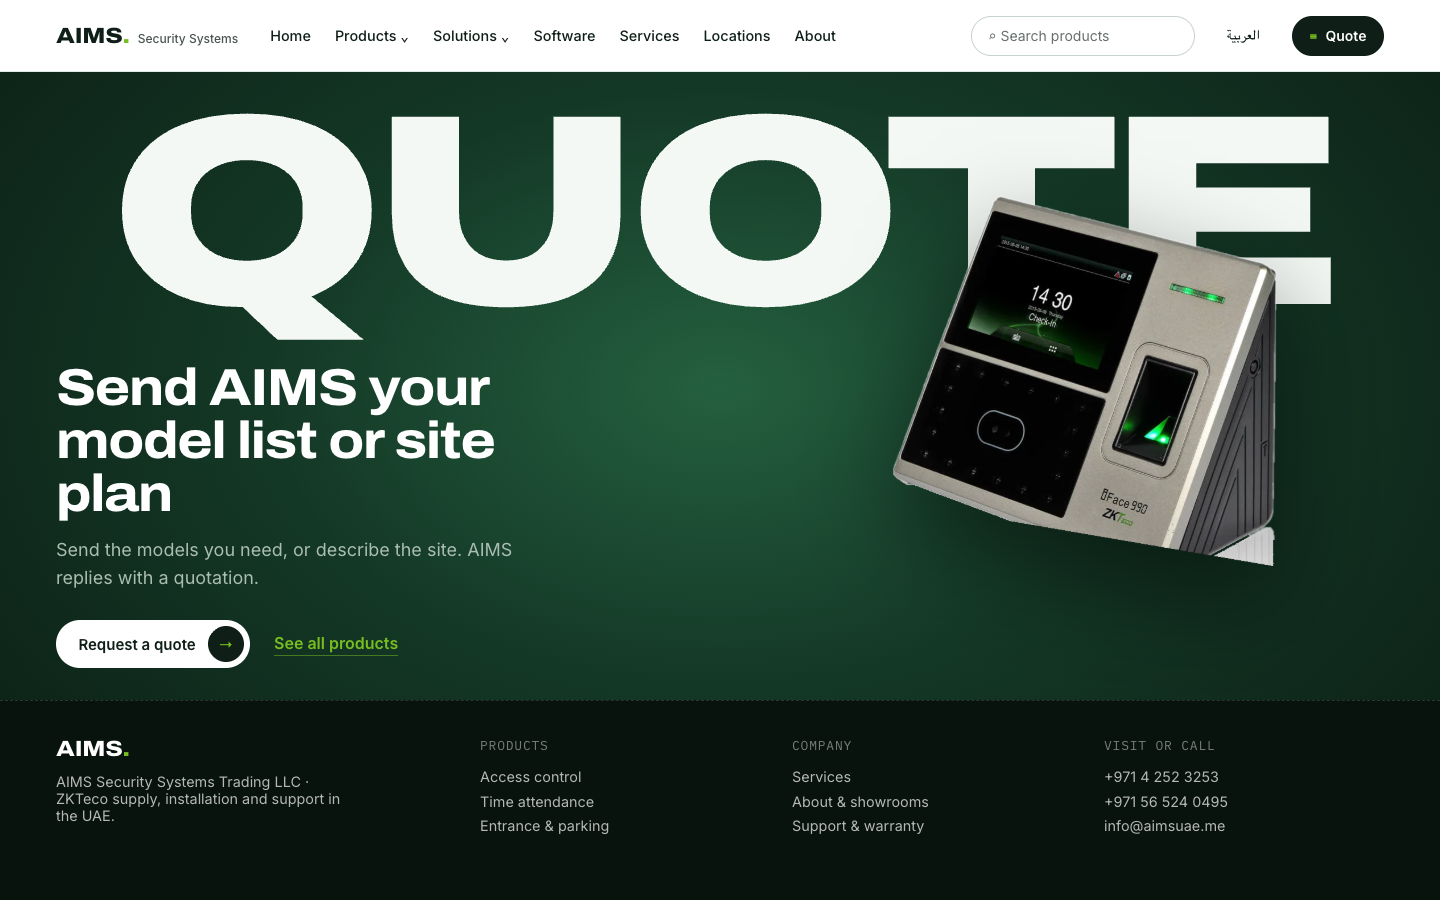 AIMS. Security Systems
Home Products Solutions Software Services Locations About
Search products
العربية
Quote
QUOTE
14 30
Check-In
iFace 990
ZKTeco
Send AIMS your
model list or site
plan
Send the models you need, or describe the site. AIMS
replies with a quotation.
Request a quote →
See all products
AIMS.
AIMS Security Systems Trading LLC ·
ZKTeco supply, installation and support in
the UAE.
PRODUCTS
Access control
Time attendance
Entrance & parking
COMPANY
Services
About & showrooms
Support & warranty
VISIT OR CALL
+971 4 252 3253
+971 56 524 0495
info@aimsuae.me